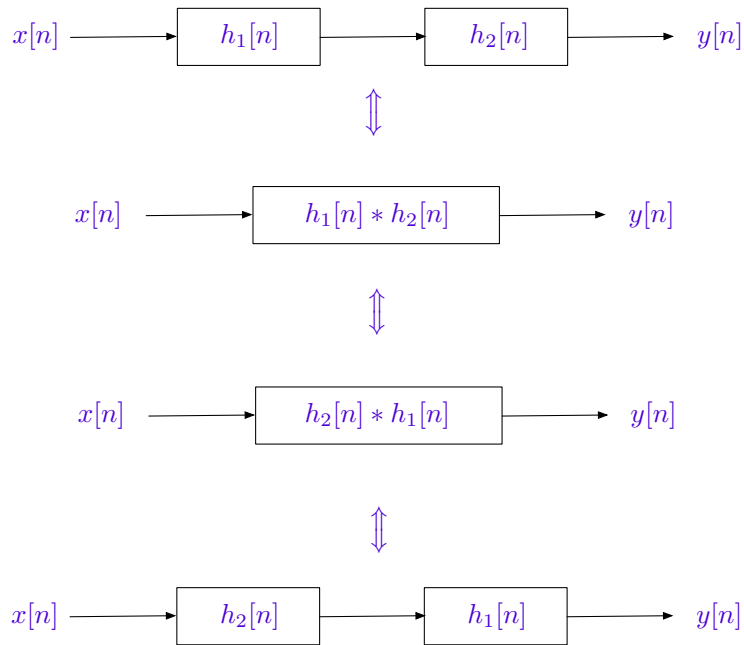 x[n] h₁[n] h₂[n] y[n]
⇕
x[n] h₁[n] ∗ h₂[n] y[n]
⇕
x[n] h₂[n] ∗ h₁[n] y[n]
⇕
x[n] h₂[n] h₁[n] y[n]